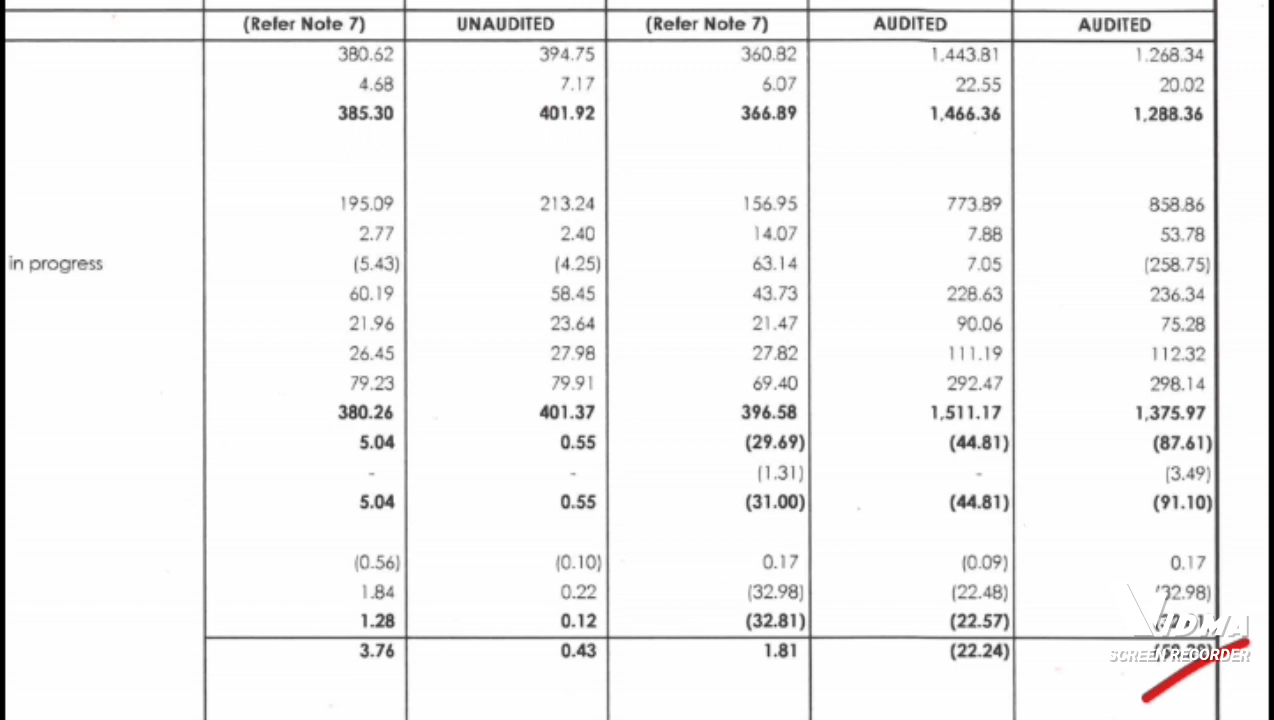 (Refer Note 7) UNAUDITED (Refer Note 7) AUDITED AUDITED
380.62 394.75 360.82 1,443.81 1,268.34
4.68 7.17 6.07 22.55 20.02
385.30 401.92 366.89 1,466.36 1,288.36
195.09 213.24 156.95 773.89 858.86
2.77 2.40 14.07 7.88 53.78
in progress (5.43) (4.25) 63.14 7.05 (258.75)
60.19 58.45 43.73 228.63 236.34
21.96 23.64 21.47 90.06 75.28
26.45 27.98 27.82 111.19 112.32
79.23 79.91 69.40 292.47 298.14
380.26 401.37 396.58 1,511.17 1,375.97
5.04 0.55 (29.69) (44.81) (87.61)
- - (1.31) - (3.49)
5.04 0.55 (31.00) (44.81) (91.10)
(0.56) (0.10) 0.17 (0.09) 0.17
1.84 0.22 (32.98) (22.48) (32.98)
1.28 0.12 (32.81) (22.57)
3.76 0.43 1.81 (22.24)
VIDMA
SCREEN RECORDER